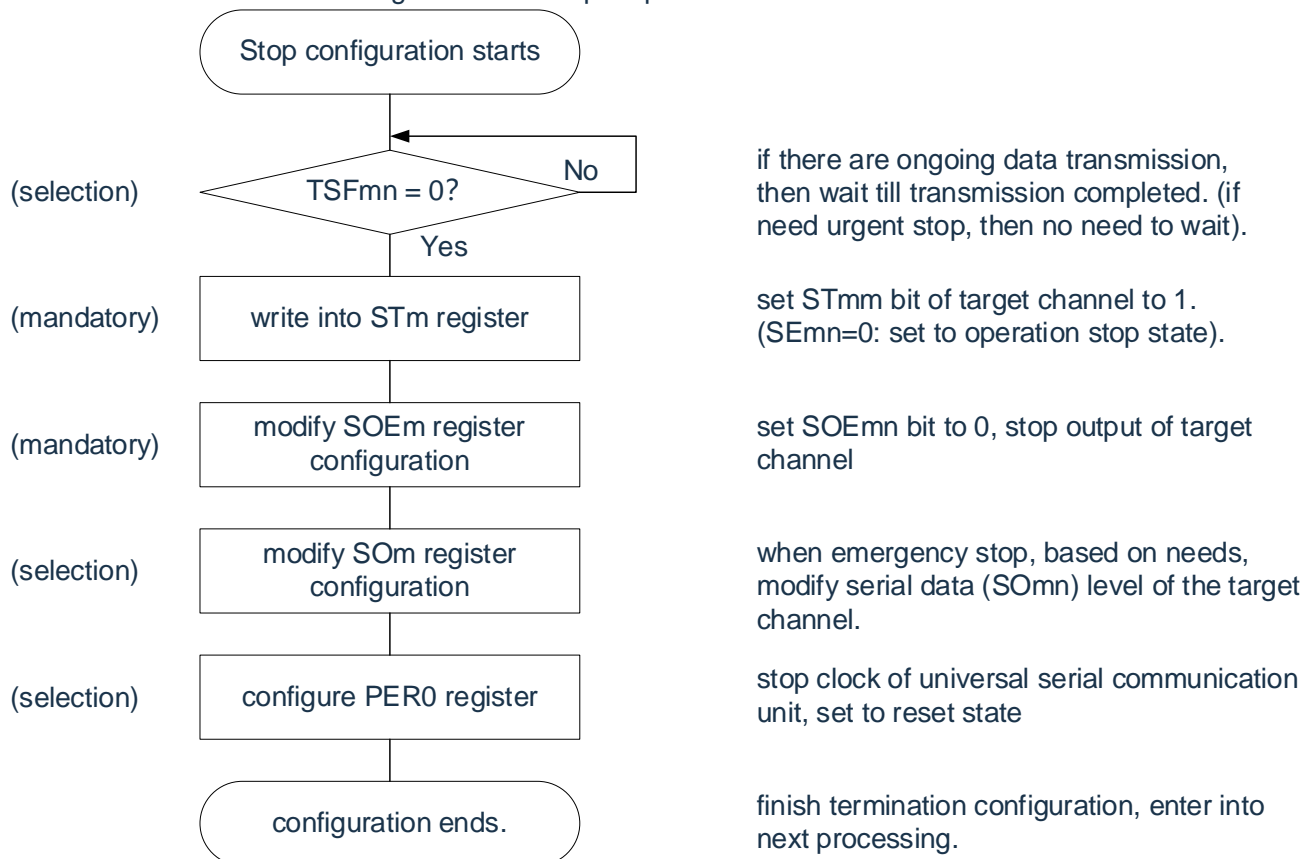 Stop configuration starts
(selection)
TSFmn = 0?
No
Yes
if there are ongoing data transmission,
then wait till transmission completed. (if
need urgent stop, then no need to wait).
(mandatory)
write into STm register
set STmm bit of target channel to 1.
(SEmn=0: set to operation stop state).
(mandatory)
modify SOEm register
configuration
set SOEmn bit to 0, stop output of target
channel
(selection)
modify SOm register
configuration
when emergency stop, based on needs,
modify serial data (SOmn) level of the target
channel.
(selection)
configure PER0 register
stop clock of universal serial communication
unit, set to reset state
configuration ends.
finish termination configuration, enter into
next processing.